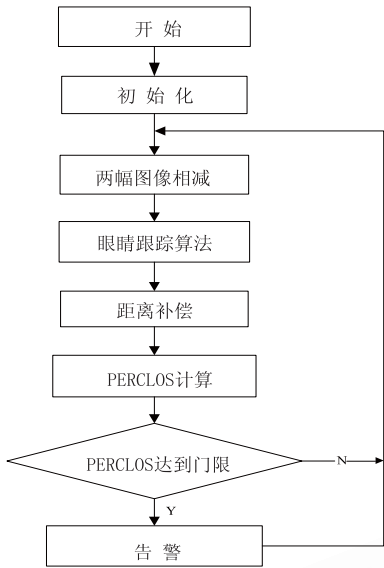 开 始
初 始 化
两幅图像相减
眼睛跟踪算法
距离补偿
PERCLOS计算
PERCLOS达到门限
N
Y
告 警